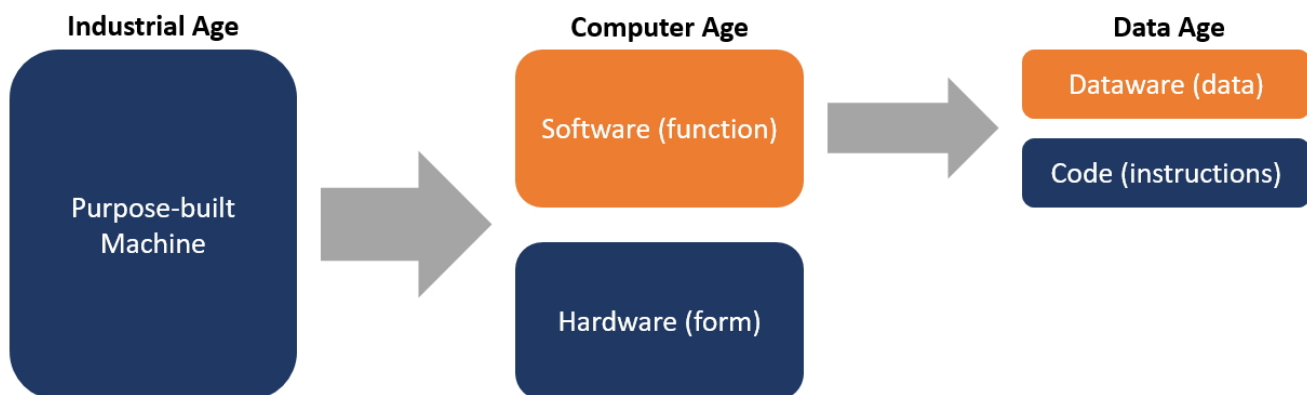 Industrial Age
Purpose-built
Machine
Computer Age
Software (function)
Hardware (form)
Data Age
Dataware (data)
Code (instructions)